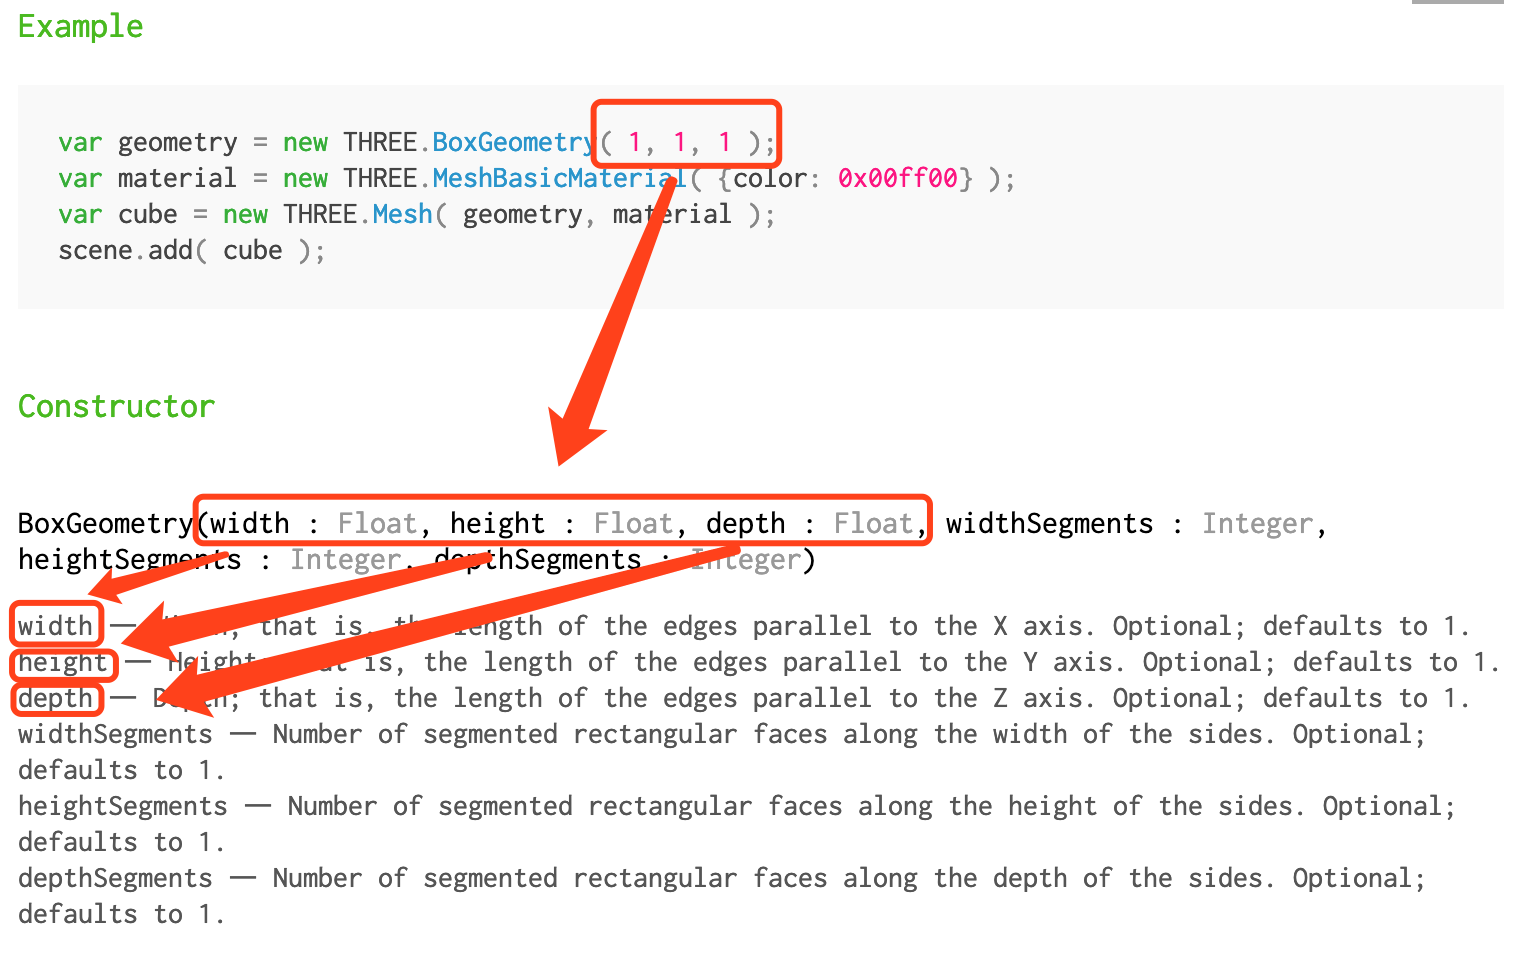 Example
var geometry = new THREE.BoxGeometry( 1, 1, 1 );
var material = new THREE.MeshBasicMaterial( {color: 0x00ff00} );
var cube = new THREE.Mesh( geometry, material );
scene.add( cube );
Constructor
BoxGeometry(width : Float, height : Float, depth : Float, widthSegments : Integer,
heightSegments : Integer, depthSegments : Integer)
width — that is, the length of the edges parallel to the X axis. Optional; defaults to 1.
height — Height; that is, the length of the edges parallel to the Y axis. Optional; defaults to 1.
depth — Depth; that is, the length of the edges parallel to the Z axis. Optional; defaults to 1.
widthSegments — Number of segmented rectangular faces along the width of the sides. Optional;
defaults to 1.
heightSegments — Number of segmented rectangular faces along the height of the sides. Optional;
defaults to 1.
depthSegments — Number of segmented rectangular faces along the depth of the sides. Optional;
defaults to 1.